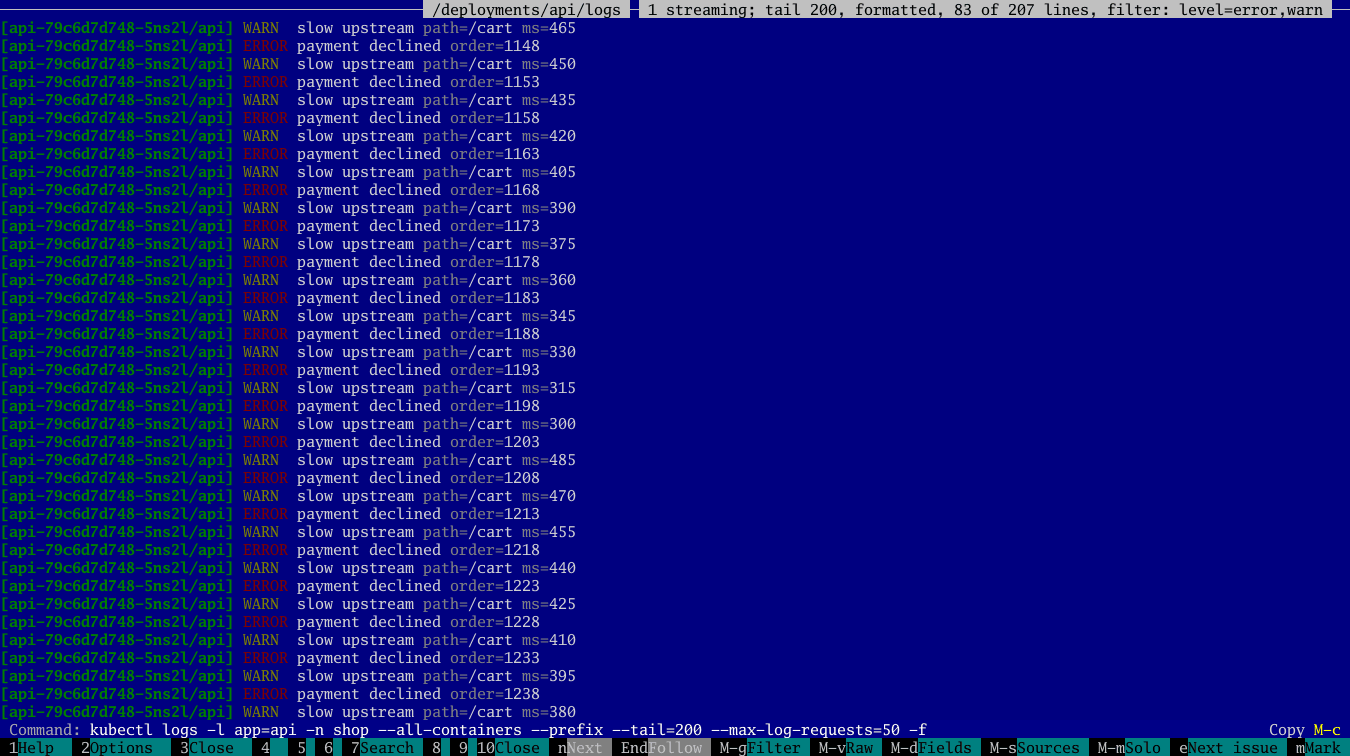 /deployments/api/logs 1 streaming; tail 200, formatted, 83 of 207 lines, filter: level=error,warn
[api-79c6d7d748-5ns2l/api] WARN slow upstream path=/cart ms=465
[api-79c6d7d748-5ns2l/api] ERROR payment declined order=1148
[api-79c6d7d748-5ns2l/api] WARN slow upstream path=/cart ms=450
[api-79c6d7d748-5ns2l/api] ERROR payment declined order=1153
[api-79c6d7d748-5ns2l/api] WARN slow upstream path=/cart ms=435
[api-79c6d7d748-5ns2l/api] ERROR payment declined order=1158
[api-79c6d7d748-5ns2l/api] WARN slow upstream path=/cart ms=420
[api-79c6d7d748-5ns2l/api] ERROR payment declined order=1163
[api-79c6d7d748-5ns2l/api] WARN slow upstream path=/cart ms=405
[api-79c6d7d748-5ns2l/api] ERROR payment declined order=1168
[api-79c6d7d748-5ns2l/api] WARN slow upstream path=/cart ms=390
[api-79c6d7d748-5ns2l/api] ERROR payment declined order=1173
[api-79c6d7d748-5ns2l/api] WARN slow upstream path=/cart ms=375
[api-79c6d7d748-5ns2l/api] ERROR payment declined order=1178
[api-79c6d7d748-5ns2l/api] WARN slow upstream path=/cart ms=360
[api-79c6d7d748-5ns2l/api] ERROR payment declined order=1183
[api-79c6d7d748-5ns2l/api] WARN slow upstream path=/cart ms=345
[api-79c6d7d748-5ns2l/api] ERROR payment declined order=1188
[api-79c6d7d748-5ns2l/api] WARN slow upstream path=/cart ms=330
[api-79c6d7d748-5ns2l/api] ERROR payment declined order=1193
[api-79c6d7d748-5ns2l/api] WARN slow upstream path=/cart ms=315
[api-79c6d7d748-5ns2l/api] ERROR payment declined order=1198
[api-79c6d7d748-5ns2l/api] WARN slow upstream path=/cart ms=300
[api-79c6d7d748-5ns2l/api] ERROR payment declined order=1203
[api-79c6d7d748-5ns2l/api] WARN slow upstream path=/cart ms=485
[api-79c6d7d748-5ns2l/api] ERROR payment declined order=1208
[api-79c6d7d748-5ns2l/api] WARN slow upstream path=/cart ms=470
[api-79c6d7d748-5ns2l/api] ERROR payment declined order=1213
[api-79c6d7d748-5ns2l/api] WARN slow upstream path=/cart ms=455
[api-79c6d7d748-5ns2l/api] ERROR payment declined order=1218
[api-79c6d7d748-5ns2l/api] WARN slow upstream path=/cart ms=440
[api-79c6d7d748-5ns2l/api] ERROR payment declined order=1223
[api-79c6d7d748-5ns2l/api] WARN slow upstream path=/cart ms=425
[api-79c6d7d748-5ns2l/api] ERROR payment declined order=1228
[api-79c6d7d748-5ns2l/api] WARN slow upstream path=/cart ms=410
[api-79c6d7d748-5ns2l/api] ERROR payment declined order=1233
[api-79c6d7d748-5ns2l/api] WARN slow upstream path=/cart ms=395
[api-79c6d7d748-5ns2l/api] ERROR payment declined order=1238
[api-79c6d7d748-5ns2l/api] WARN slow upstream path=/cart ms=380
Command: kubectl logs -l app=api -n shop --all-containers --prefix --tail=200 --max-log-requests=50 -f Copy M-c
1Help 2Options 3Close 4 5 6 7Search 8 9 10Close nNext EndFollow M-gFilter M-vRaw M-dFields M-sSources M-mSolo eNext issue mMark